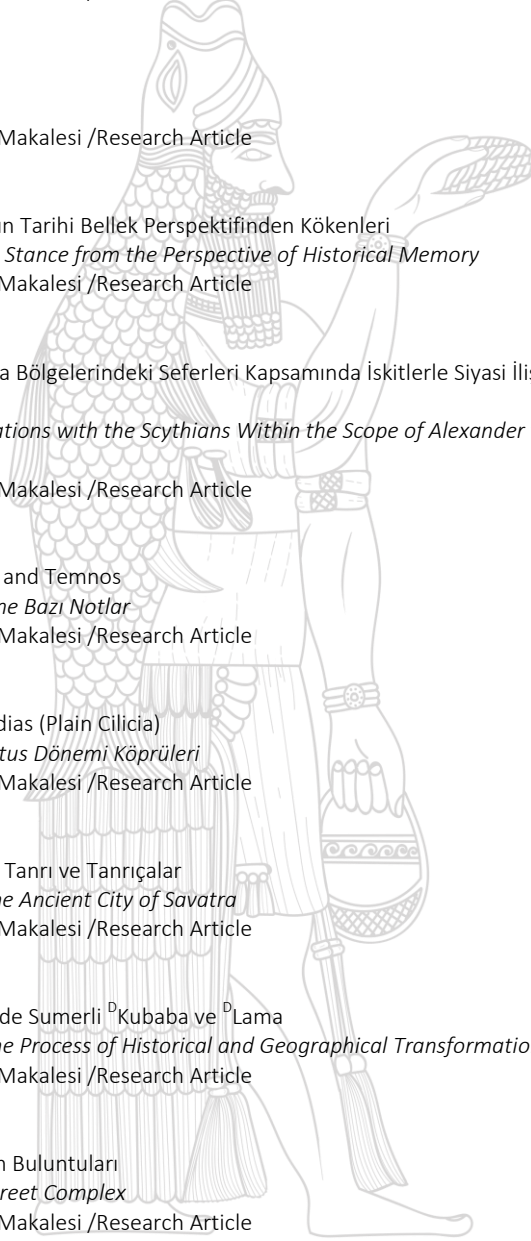 Makalesi /Research Article
ın Tarihi Bellek Perspektifinden Kökenleri
Stance from the Perspective of Historical Memory
Makalesi /Research Article
a Bölgelerindeki Seferleri Kapsamında İskitlerle Siyasi İliş
ations with the Scythians Within the Scope of Alexander
Makalesi /Research Article
and Temnos
ne Bazı Notlar
Makalesi /Research Article
dias (Plain Cilicia)
tus Dönemi Köprüleri
Makalesi /Research Article
Tanrı ve Tanrıçalar
he Ancient City of Savatra
Makalesi /Research Article
de Sumerli ᴰKubaba ve ᴰLama
he Process of Historical and Geographical Transformatio
Makalesi /Research Article
n Buluntuları
reet Complex
Makalesi /Research Article